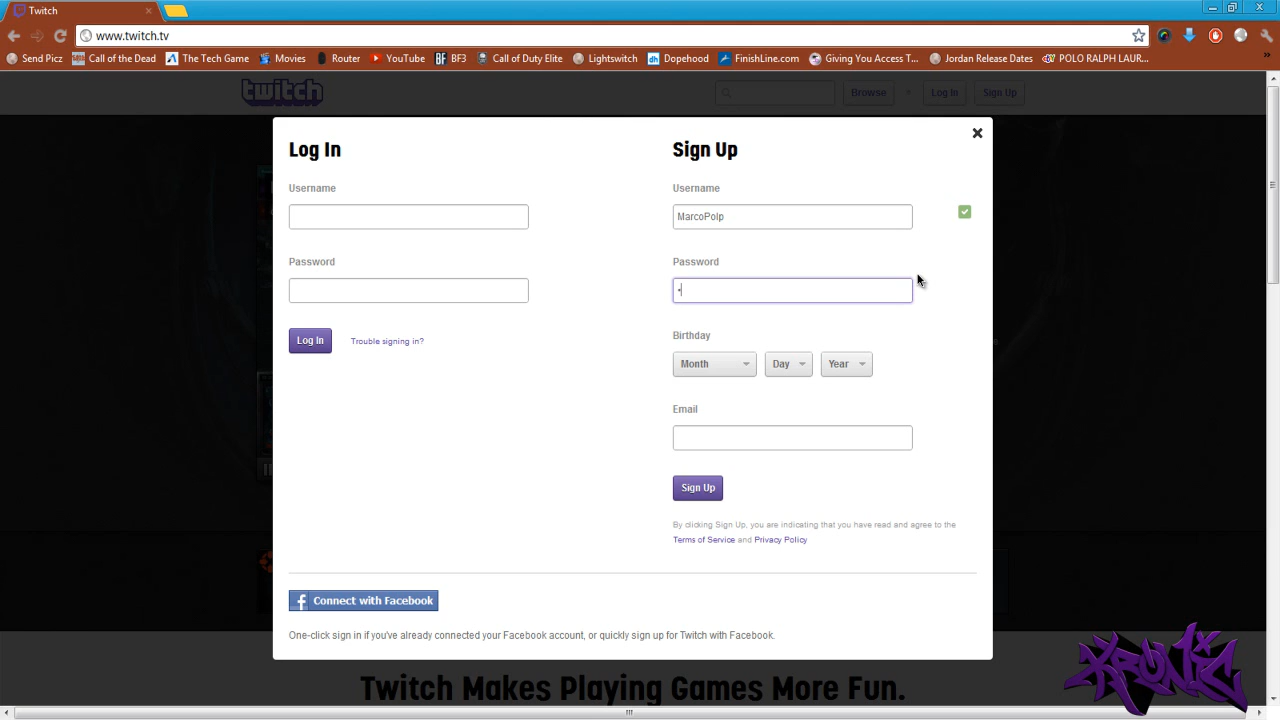 Twitch
www.twitch.tv
Send Picz
Call of the Dead
The Tech Game
Movies
Router
YouTube
BF3
Call of Duty Elite
Lightswitch
Dopehood
FinishLine.com
Giving You Access T...
Jordan Release Dates
POLO RALPH LAUR...
twitch
Browse
Log In
Sign Up
Log In
Username
Password
Log In
Trouble signing in?
Sign Up
Username
MarcoPolp
Password
Birthday
Month
Day
Year
Email
Sign Up
By clicking Sign Up, you are indicating that you have read and agree to the
Terms of Service and Privacy Policy
Connect with Facebook
One-click sign in if you've already connected your Facebook account, or quickly sign up for Twitch with Facebook.
Twitch Makes Playing Games More Fun.
KRONIC